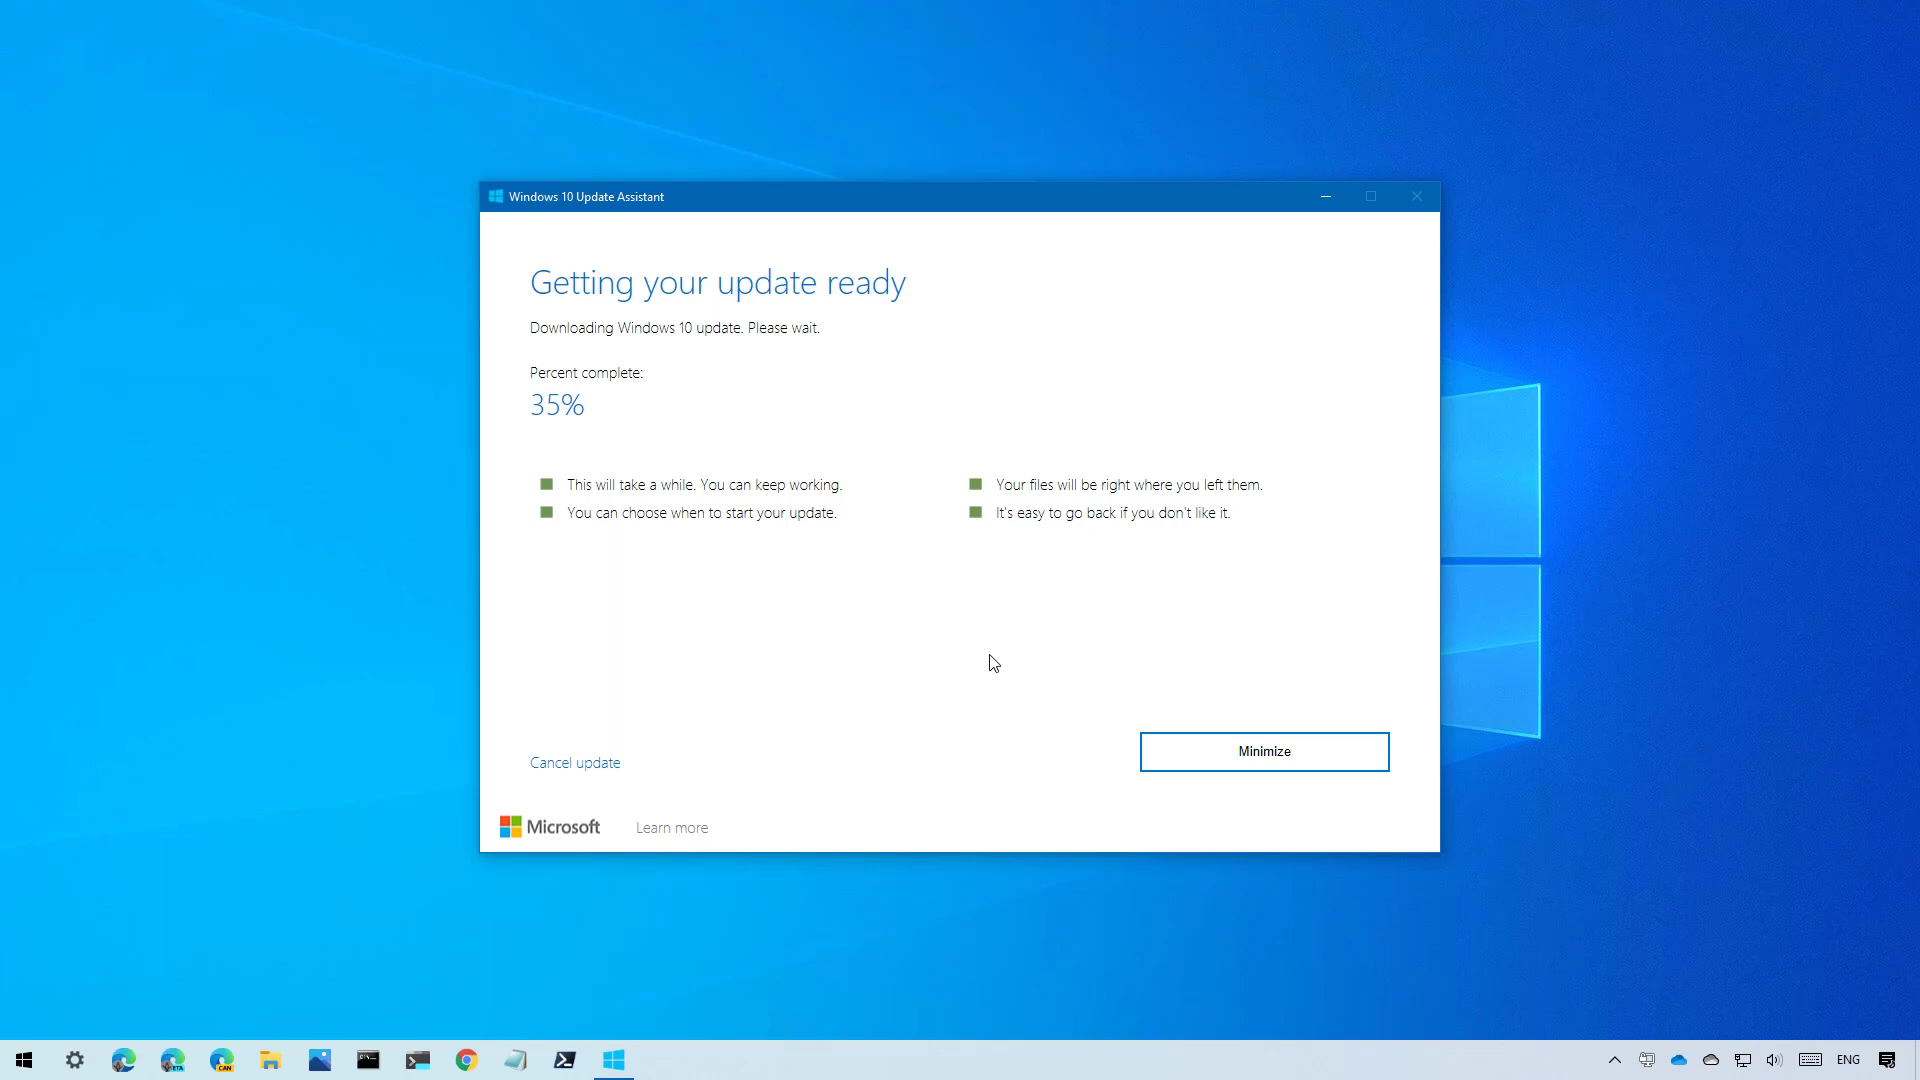 Windows 10 Update Assistant
Getting your update ready
Downloading Windows 10 update. Please wait.
Percent complete:
35%
This will take a while. You can keep working.
Your files will be right where you left them.
You can choose when to start your update.
It's easy to go back if you don't like it.
Minimize
Cancel update
Microsoft
Learn more
BETA
CAN
ENG